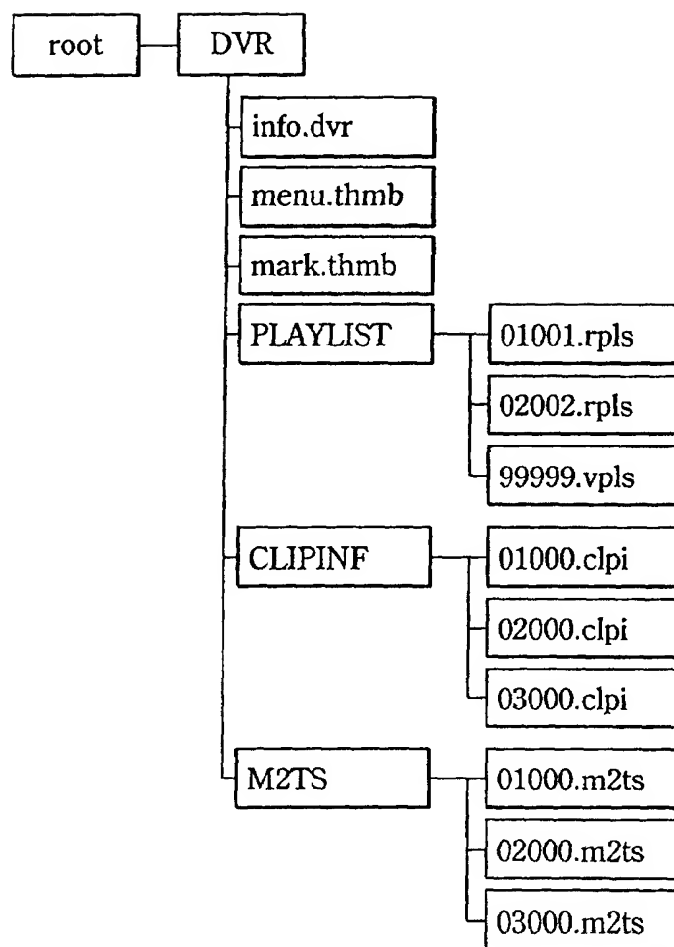 root
DVR
info.dvr
menu.thmb
mark.thmb
PLAYLIST
01001.rpls
02002.rpls
99999.vpls
CLIPINF
01000.clpi
02000.clpi
03000.clpi
M2TS
01000.m2ts
02000.m2ts
03000.m2ts